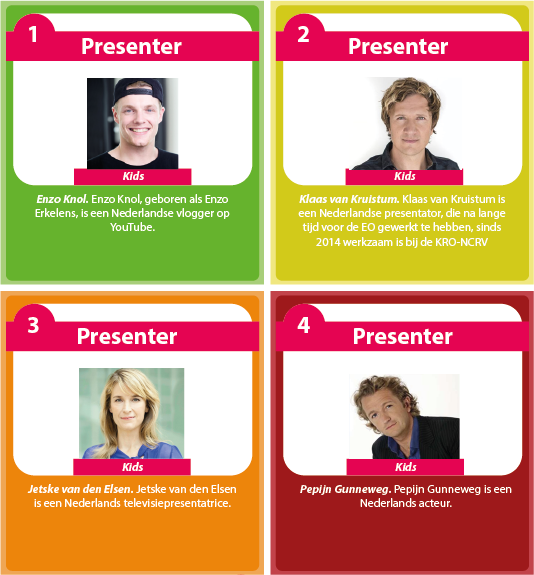 1
Presenter
Kids
Enzo Knol. Enzo Knol, geboren als Enzo
Erkelens, is een Nederlandse vlogger op
YouTube.
2
Presenter
Kids
Klaas van Kruistum. Klaas van Kruistum is
een Nederlandse presentator, die na lange
tijd voor de EO gewerkt te hebben, sinds
2014 werkzaam is bij de KRO-NCRV
3
Presenter
Kids
Jetske van den Elsen. Jetske van den Elsen
is een Nederlands televisiepresentatrice.
4
Presenter
Kids
Pepijn Gunneweg. Pepijn Gunneweg is een
Nederlands acteur.